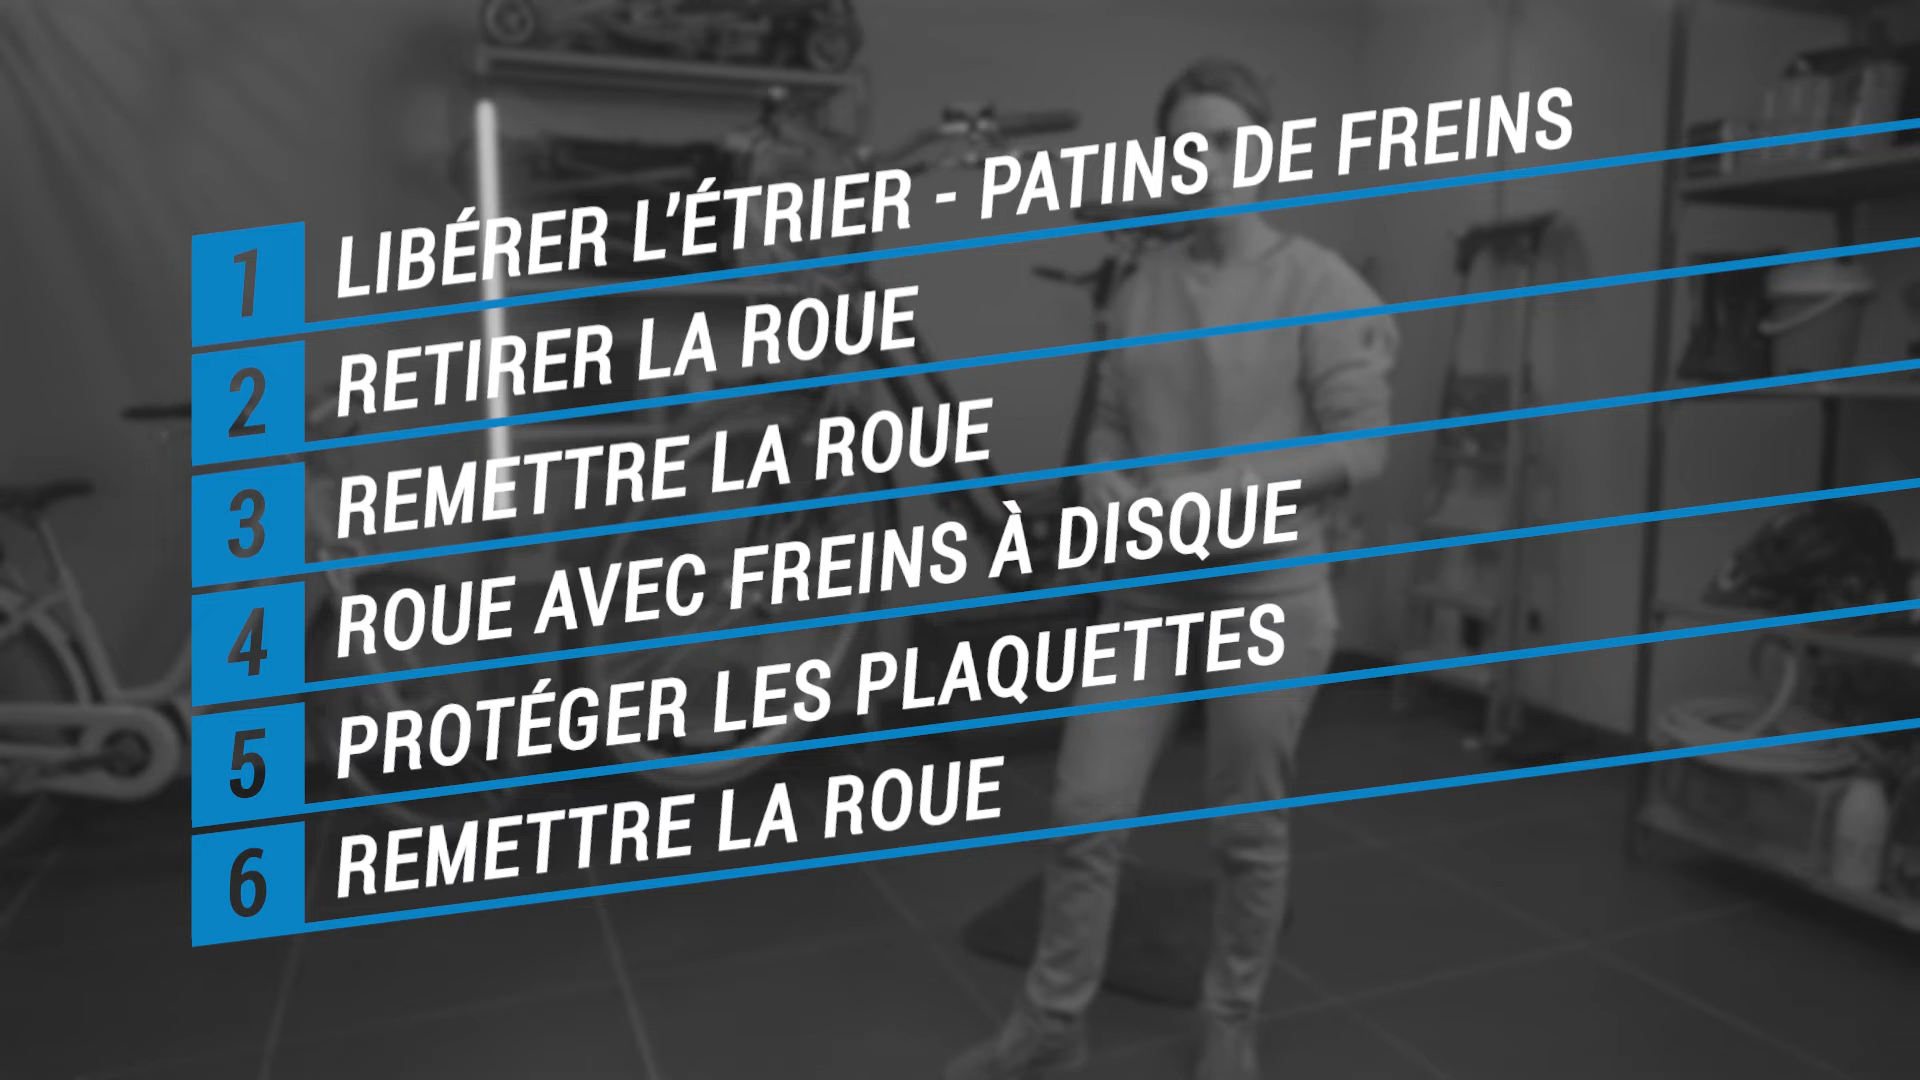 1 LIBÉRER L'ÉTRIER - PATINS DE FREINS
2 RETIRER LA ROUE
3 REMETTRE LA ROUE
4 ROUE AVEC FREINS À DISQUE
5 PROTÉGER LES PLAQUETTES
6 REMETTRE LA ROUE